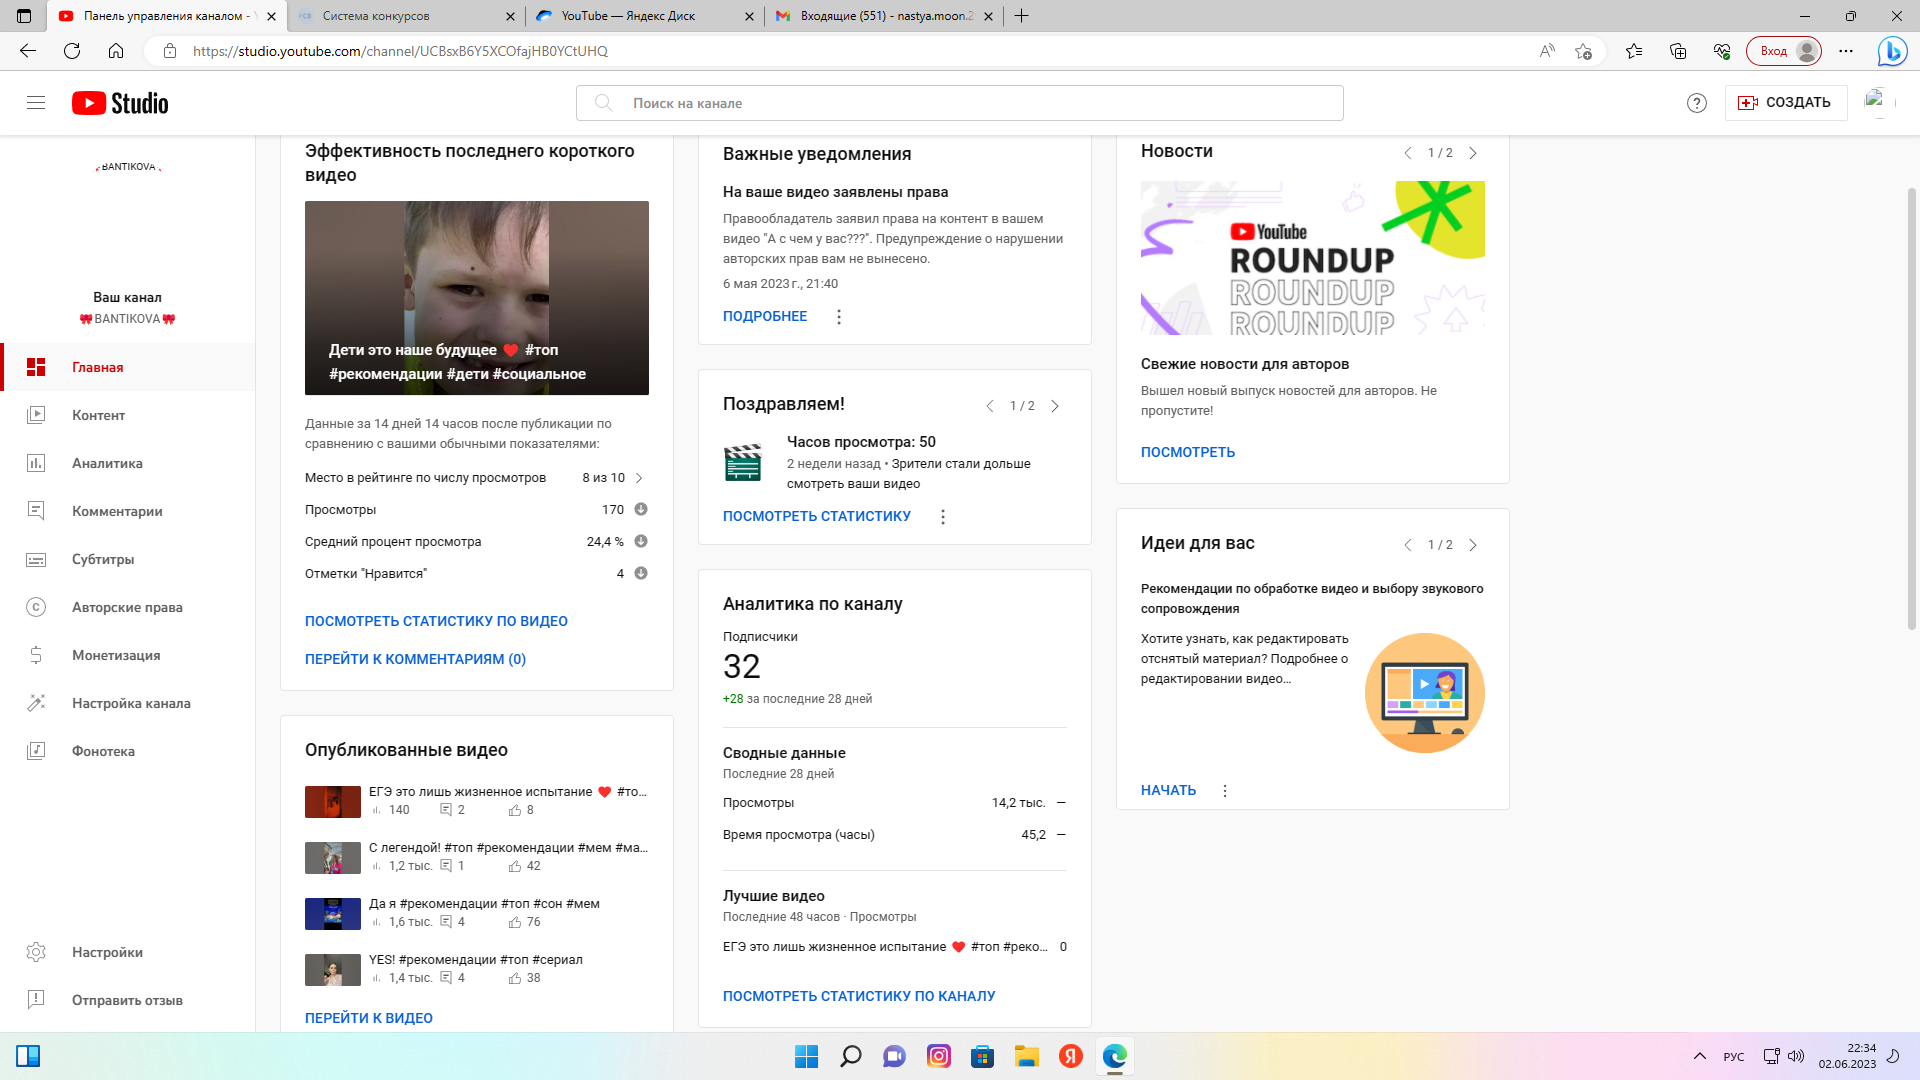 Панель управления каналом -
Система конкурсов
YouTube — Яндекс Диск
Входящие (551) - nastya.moon.2
https://studio.youtube.com/channel/UCBsxB6Y5XCOfajHB0YCtUHQ
Вход
Studio
Поиск на канале
СОЗДАТЬ
BANTIKOVA
Ваш канал
🎀BANTIKOVA🎀
Главная
Контент
Аналитика
Комментарии
Субтитры
Авторские права
Монетизация
Настройка канала
Фонотека
Настройки
Отправить отзыв
Эффективность последнего короткого
видео
Дети это наше будущее ❤️ #топ
#рекомендации #дети #социальное
Данные за 14 дней 14 часов после публикации по
сравнению с вашими обычными показателями:
Место в рейтинге по числу просмотров 8 из 10
Просмотры 170
Средний процент просмотра 24,4 %
Отметки "Нравится" 4
ПОСМОТРЕТЬ СТАТИСТИКУ ПО ВИДЕО
ПЕРЕЙТИ К КОММЕНТАРИЯМ (0)
Опубликованные видео
ЕГЭ это лишь жизненное испытание ❤️ #то...
140 2 8
С легендой! #топ #рекомендации #мем #ма...
1,2 тыс. 1 42
Да я #рекомендации #топ #сон #мем
1,6 тыс. 4 76
YES! #рекомендации #топ #сериал
1,4 тыс. 4 38
ПЕРЕЙТИ К ВИДЕО
Важные уведомления
На ваше видео заявлены права
Правообладатель заявил права на контент в вашем
видео "А с чем у вас???". Предупреждение о нарушении
авторских прав вам не вынесено.
6 мая 2023 г., 21:40
ПОДРОБНЕЕ
Поздравляем!
1 / 2
Часов просмотра: 50
2 недели назад • Зрители стали дольше
смотреть ваши видео
ПОСМОТРЕТЬ СТАТИСТИКУ
Аналитика по каналу
Подписчики
32
+28 за последние 28 дней
Сводные данные
Последние 28 дней
Просмотры 14,2 тыс. —
Время просмотра (часы) 45,2 —
Лучшие видео
Последние 48 часов · Просмотры
ЕГЭ это лишь жизненное испытание ❤️ #топ #реко... 0
ПОСМОТРЕТЬ СТАТИСТИКУ ПО КАНАЛУ
Новости
1 / 2
YouTube
ROUNDUP
ROUNDUP
ROUNDUP
Свежие новости для авторов
Вышел новый выпуск новостей для авторов. Не
пропустите!
ПОСМОТРЕТЬ
Идеи для вас
1 / 2
Рекомендации по обработке видео и выбору звукового
сопровождения
Хотите узнать, как редактировать
отснятый материал? Подробнее о
редактировании видео...
НАЧАТЬ
РУС
22:34
02.06.2023